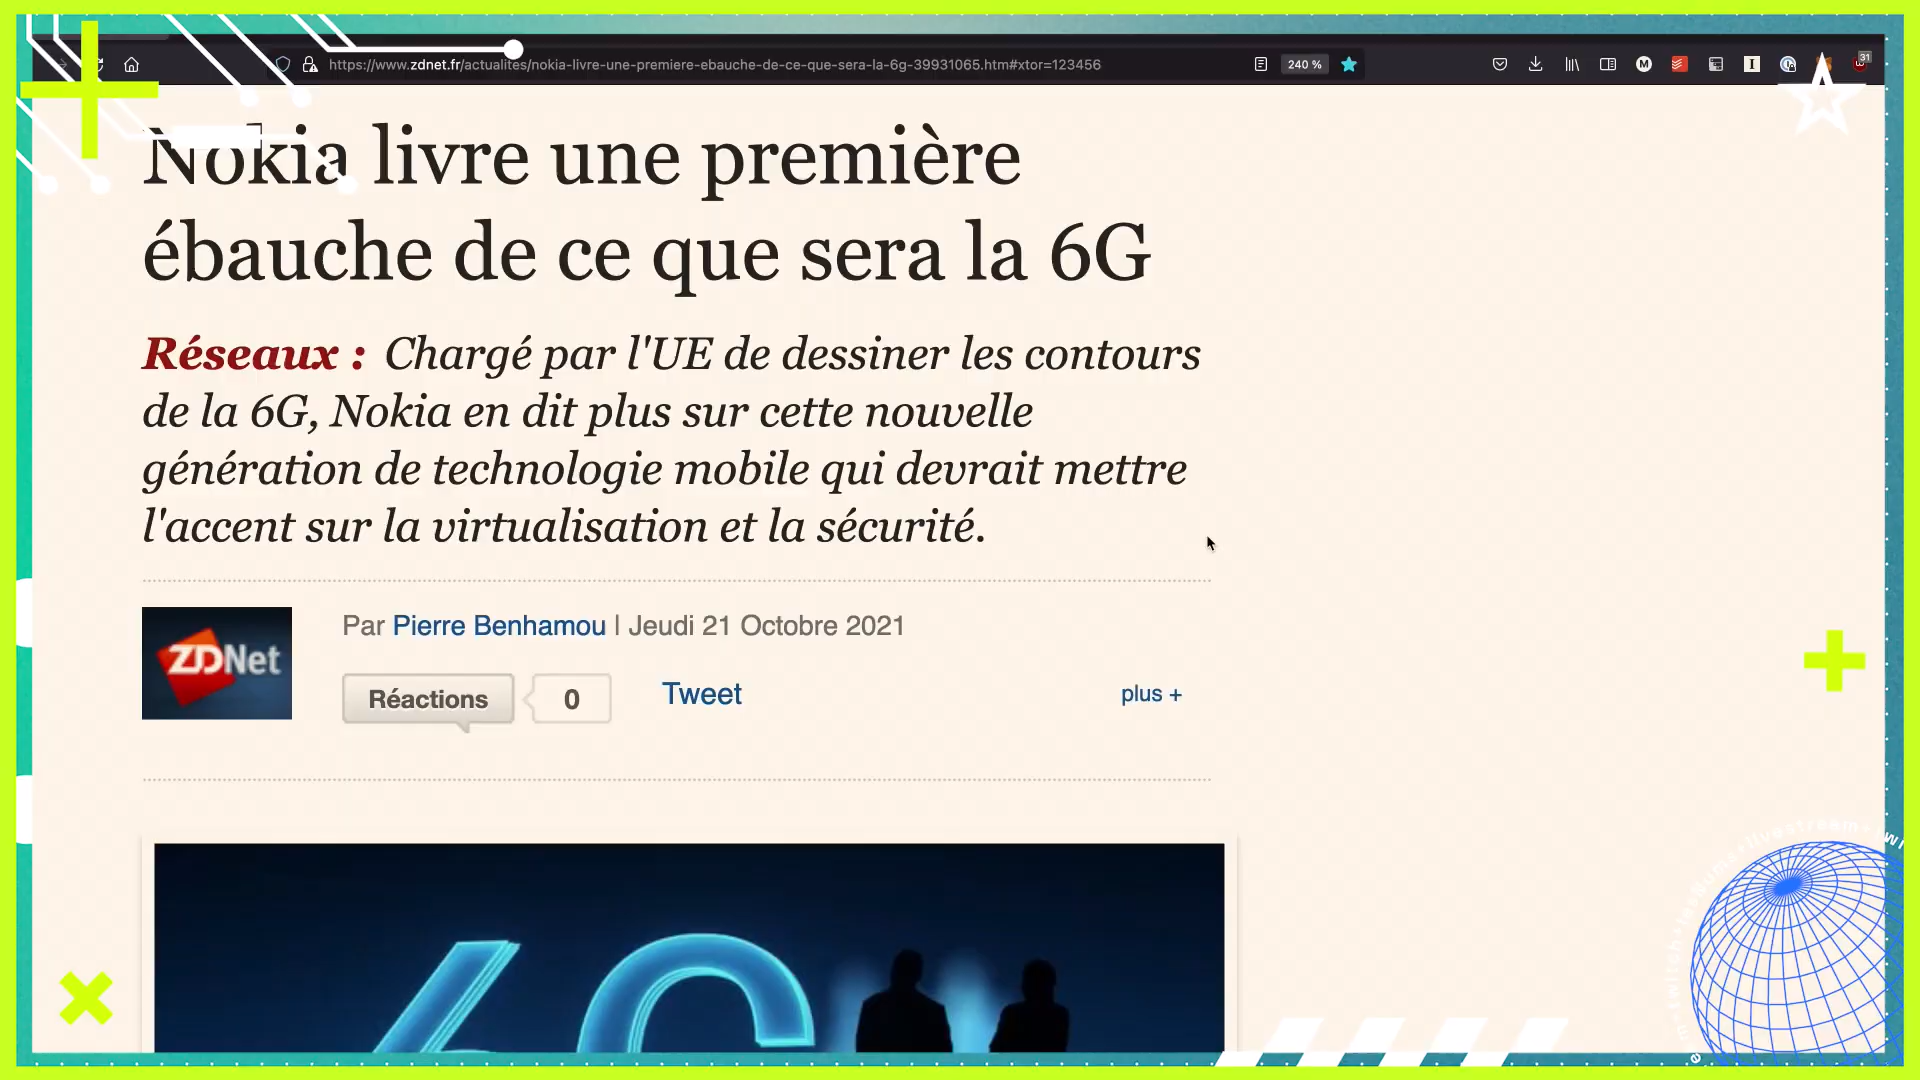 https://www.zdnet.fr/actualites/nokia-livre-une-premiere-ebauche-de-ce-que-sera-la-6g-39931065.htm#xtor=123456
240 %
31
Nokia livre une première
ébauche de ce que sera la 6G
Réseaux : Chargé par l'UE de dessiner les contours
de la 6G, Nokia en dit plus sur cette nouvelle
génération de technologie mobile qui devrait mettre
l'accent sur la virtualisation et la sécurité.
ZDNet
Par Pierre Benhamou | Jeudi 21 Octobre 2021
Réactions
0
Tweet
plus +
6G